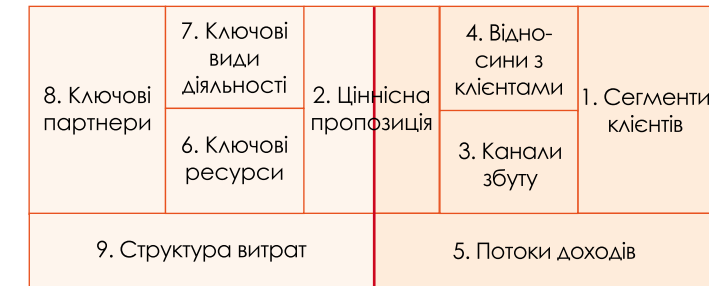 8. Ключові
партнери
7. Ключові
види
діяльності
6. Ключові
ресурси
2. Ціннісна
пропозиція
4. Відно-
сини з
клієнтами
3. Канали
збуту
1. Сегменти
клієнтів
9. Структура витрат
5. Потоки доходів